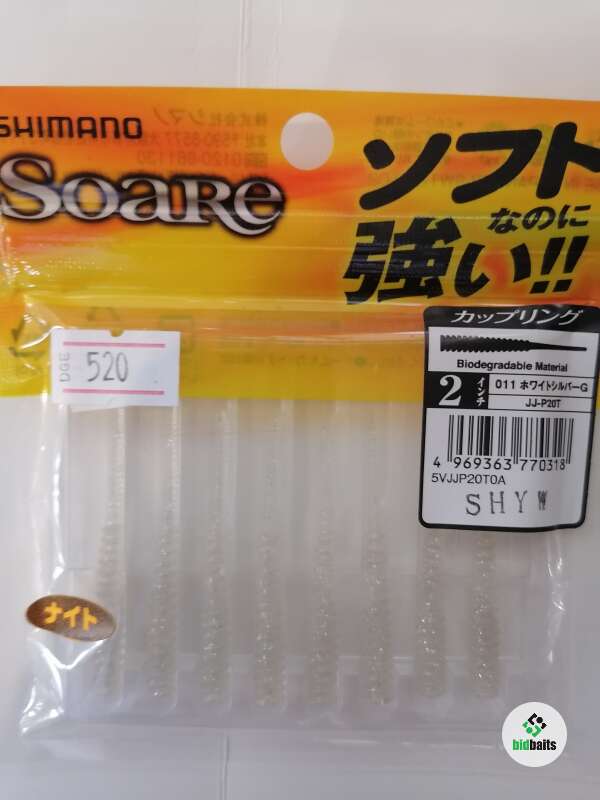 SHIMANO
SOARE
ソフト
なのに
強い!!
カップリング
Biodegradable Material
2
インチ
011 ホワイトシルバーG
JJ-P20T
4 969363 770318
5VJJP20T0A
SHY
DGE
520
ナイト
bidbaits